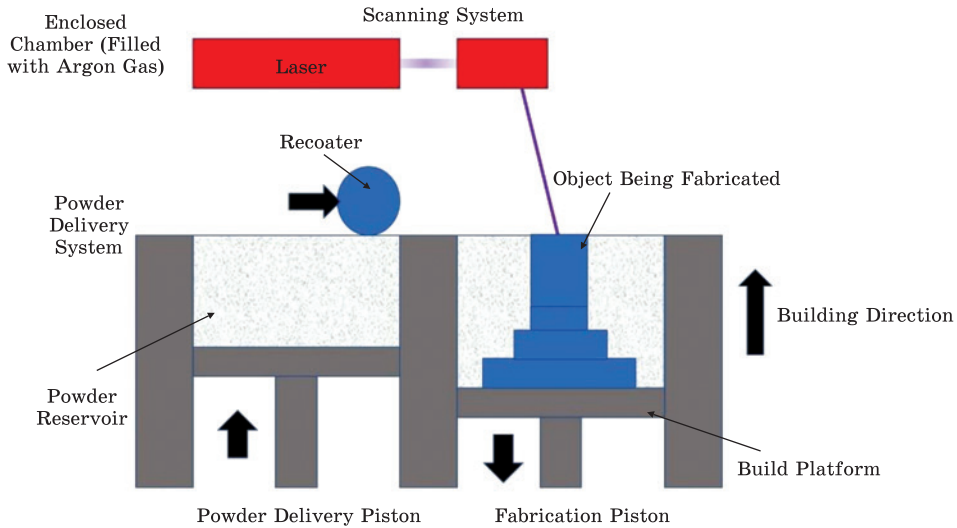 Scanning System
Enclosed
Chamber (Filled
with Argon Gas)
Laser
Recoater
Object Being Fabricated
Powder
Delivery
System
Building Direction
Powder
Reservoir
Build Platform
Powder Delivery Piston
Fabrication Piston